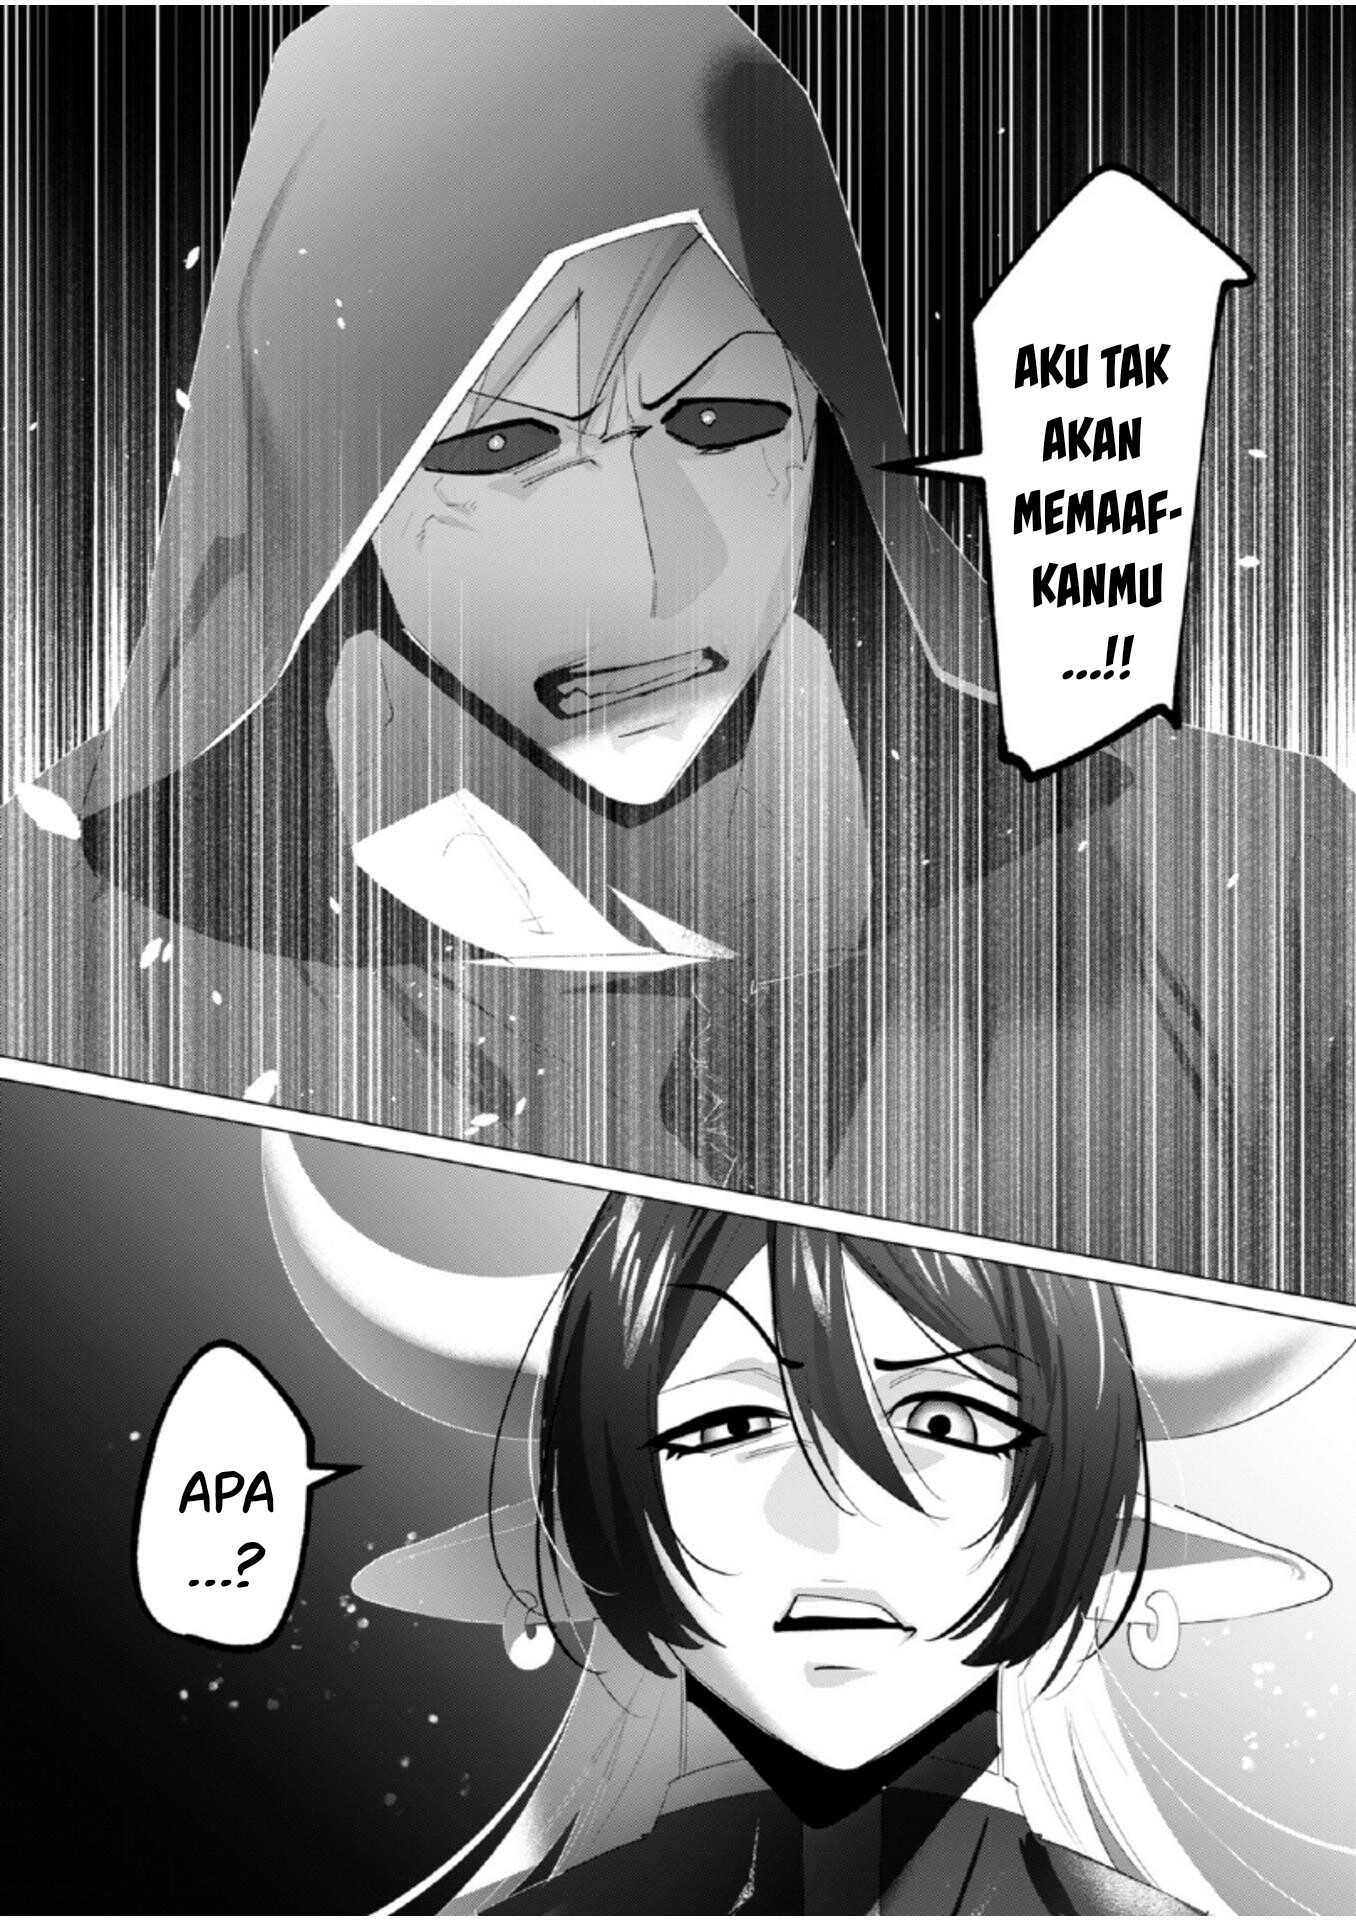 AKU TAK
AKAN
MEMAAF-
KANMU
...!!
APA
...?